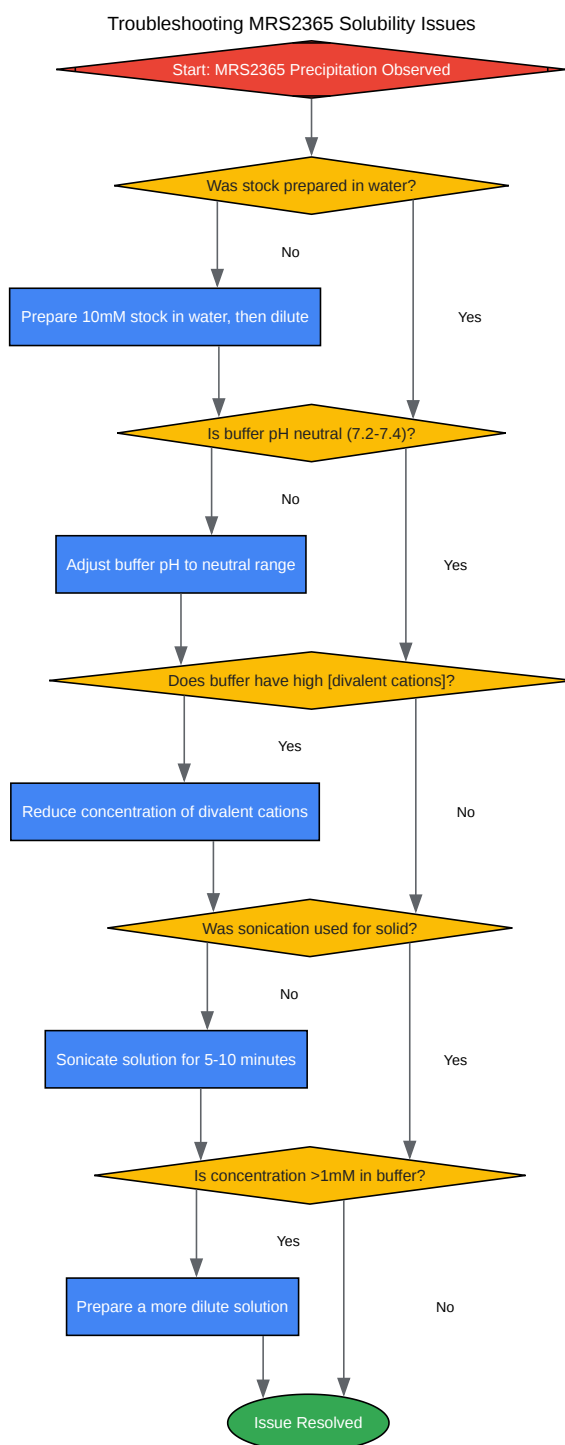 Troubleshooting MRS2365 Solubility Issues
Start: MRS2365 Precipitation Observed
Was stock prepared in water?
No
Prepare 10mM stock in water, then dilute
Yes
Is buffer pH neutral (7.2-7.4)?
No
Adjust buffer pH to neutral range
Yes
Does buffer have high [divalent cations]?
Yes
Reduce concentration of divalent cations
No
Was sonication used for solid?
No
Sonicate solution for 5-10 minutes
Yes
Is concentration >1mM in buffer?
Yes
Prepare a more dilute solution
No
Issue Resolved